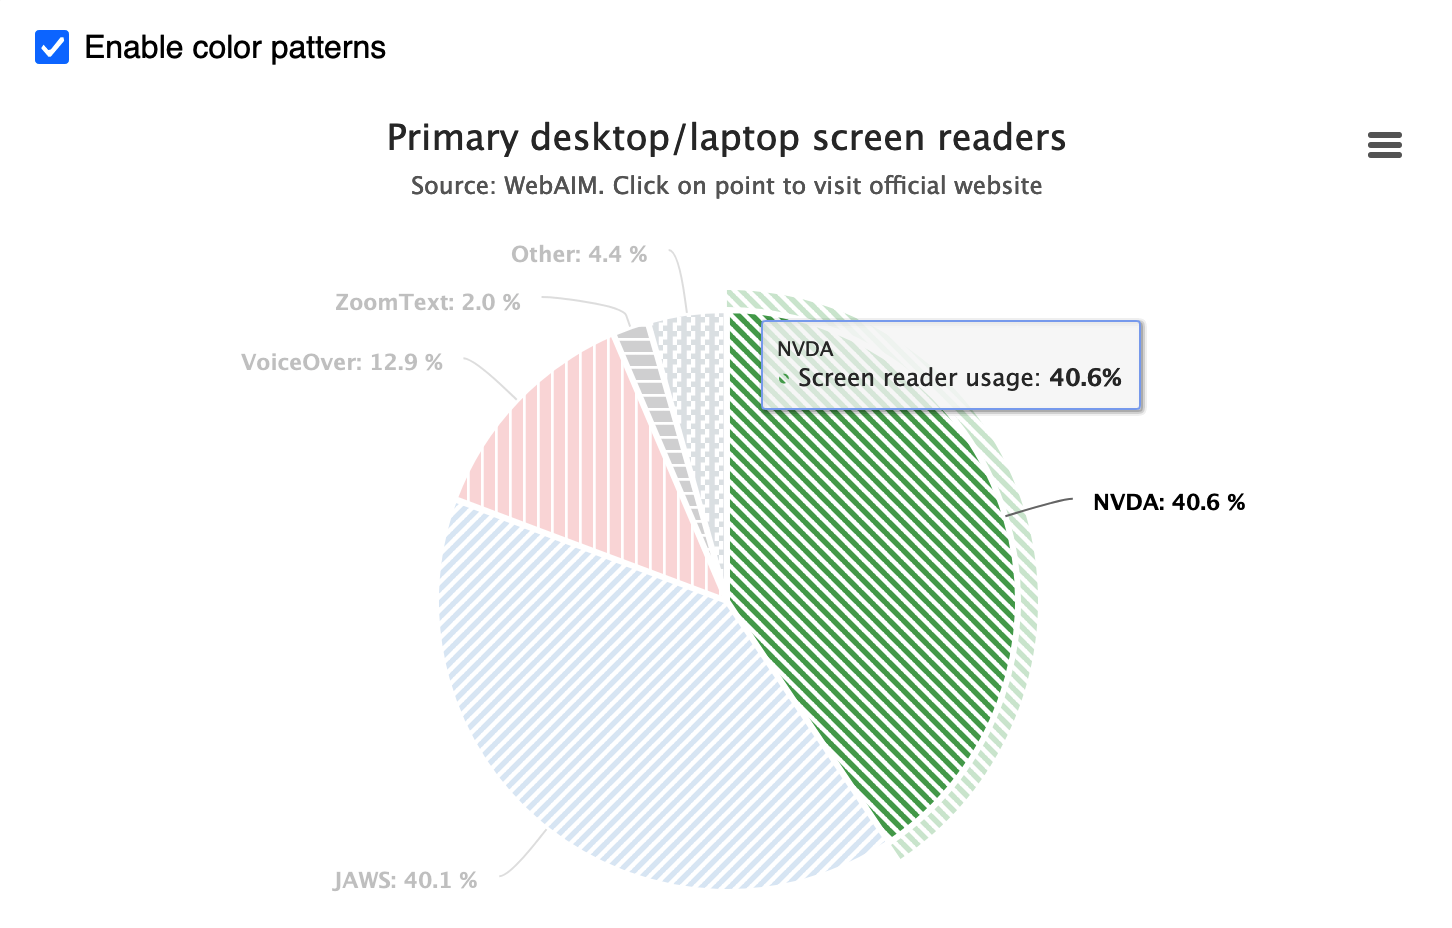 Enable color patterns
Primary desktop/laptop screen readers
Source: WebAIM. Click on point to visit official website
Other: 4.4 %
ZoomText: 2.0 %
VoiceOver: 12.9 %
NVDA
Screen reader usage: 40.6%
NVDA: 40.6 %
JAWS: 40.1 %